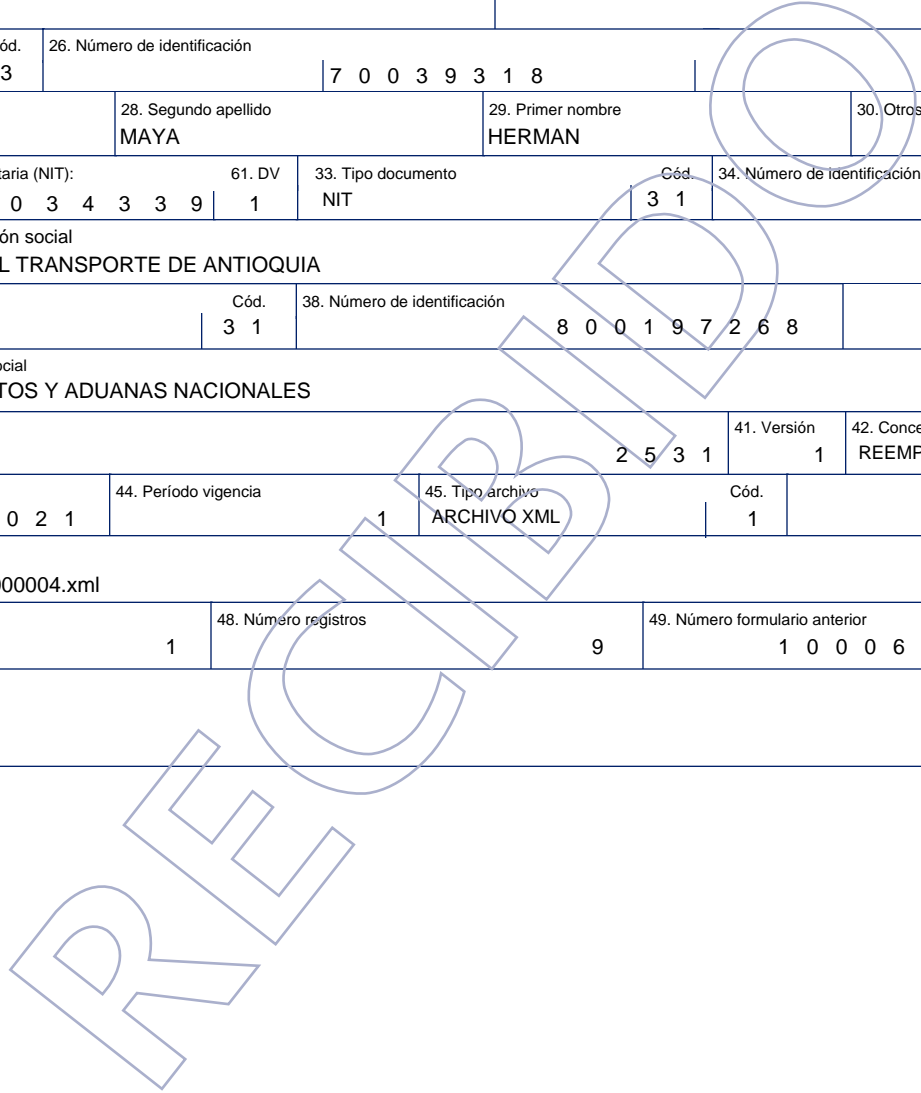 ód. 26. Número de identificación
3 7 0 0 3 9 3 1 8
28. Segundo apellido 29. Primer nombre 30. Otros
MAYA HERMAN
taria (NIT): 61. DV 33. Tipo documento Cód. 34. Número de identificación
0 3 4 3 3 9 1 NIT 3 1
ón social
L TRANSPORTE DE ANTIOQUIA
Cód. 38. Número de identificación
3 1 8 0 0 1 9 7 2 6 8
ocial
TOS Y ADUANAS NACIONALES
41. Versión 42. Conce
2 5 3 1 1 REEMP
44. Período vigencia 45. Tipo archivo Cód.
0 2 1 1 ARCHIVO XML 1
000004.xml
48. Número registros 49. Número formulario anterior
1 9 1 0 0 0 6
RECIBIDO